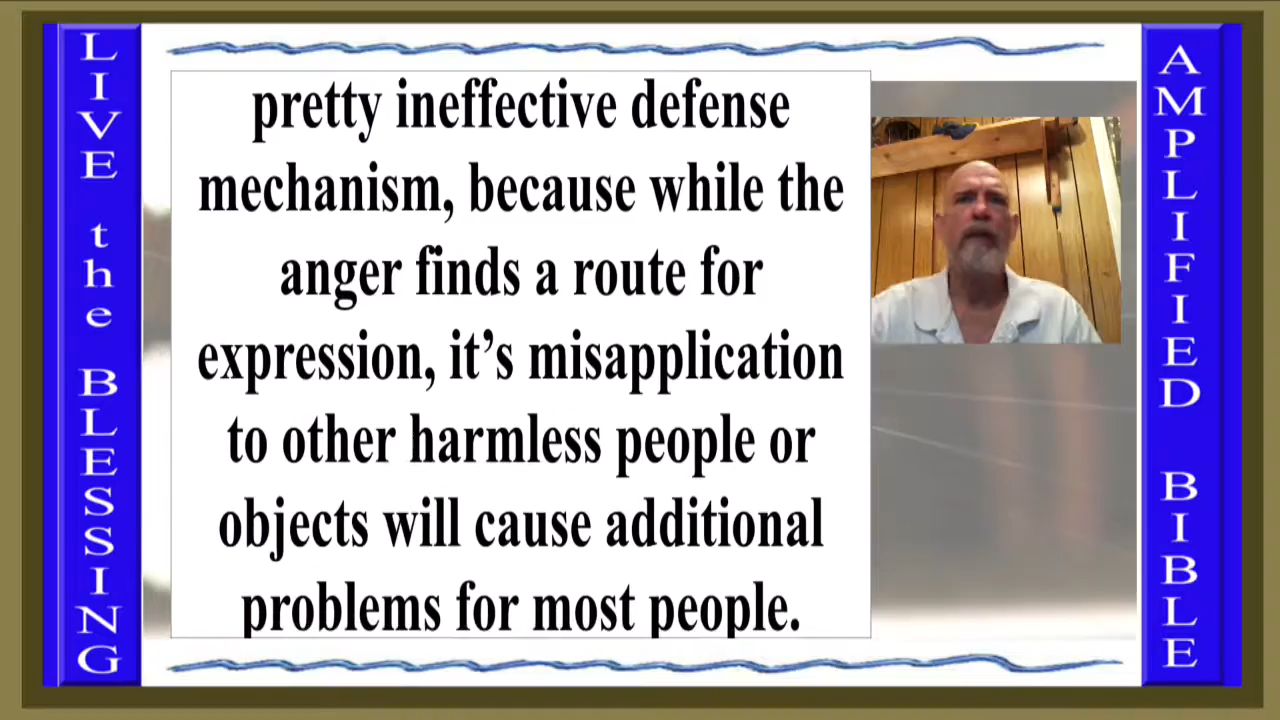 LIVE the BLESSING
pretty ineffective defense
mechanism, because while the
anger finds a route for
expression, it’s misapplication
to other harmless people or
objects will cause additional
problems for most people.
AMPLIFIED BIBLE